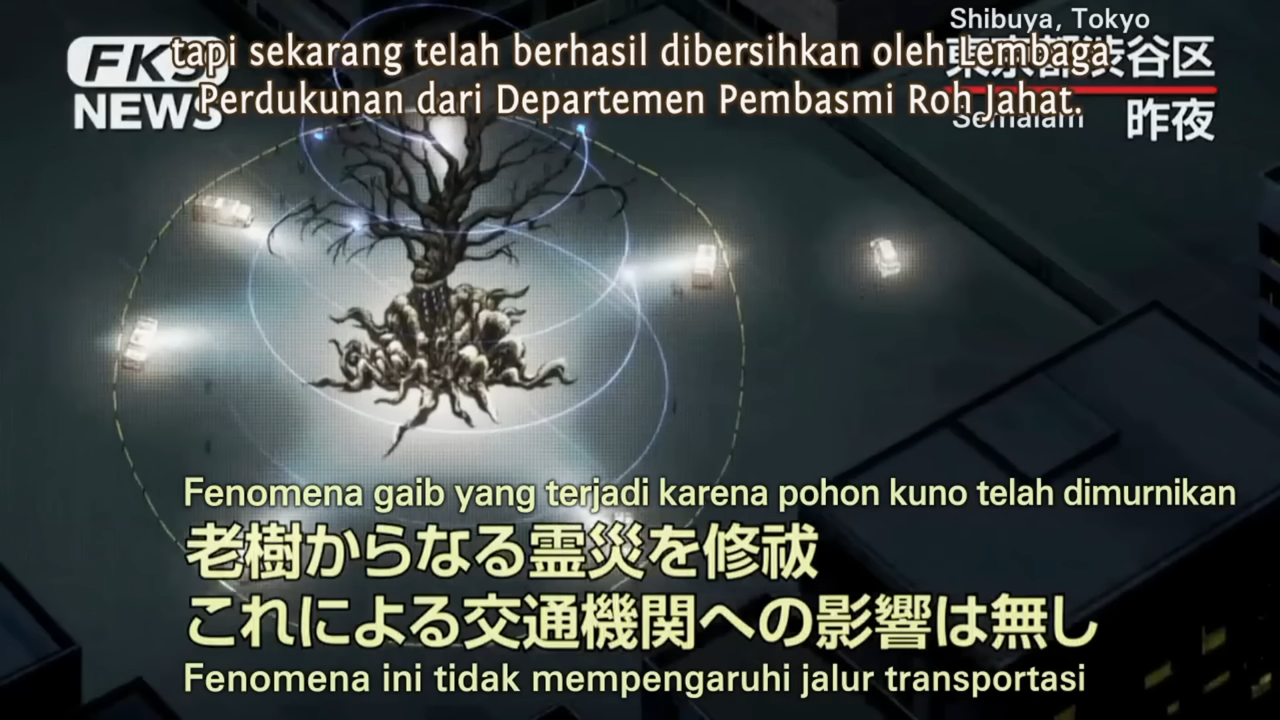 Shibuya, Tokyo
東京都渋谷区
Semalam
昨夜
FKS
NEWS
tapi sekarang telah berhasil dibersihkan oleh Lembaga
Perdukunan dari Departemen Pembasmi Roh Jahat.
Fenomena gaib yang terjadi karena pohon kuno telah dimurnikan
老樹からなる霊災を修祓
これによる交通機関への影響は無し
Fenomena ini tidak mempengaruhi jalur transportasi